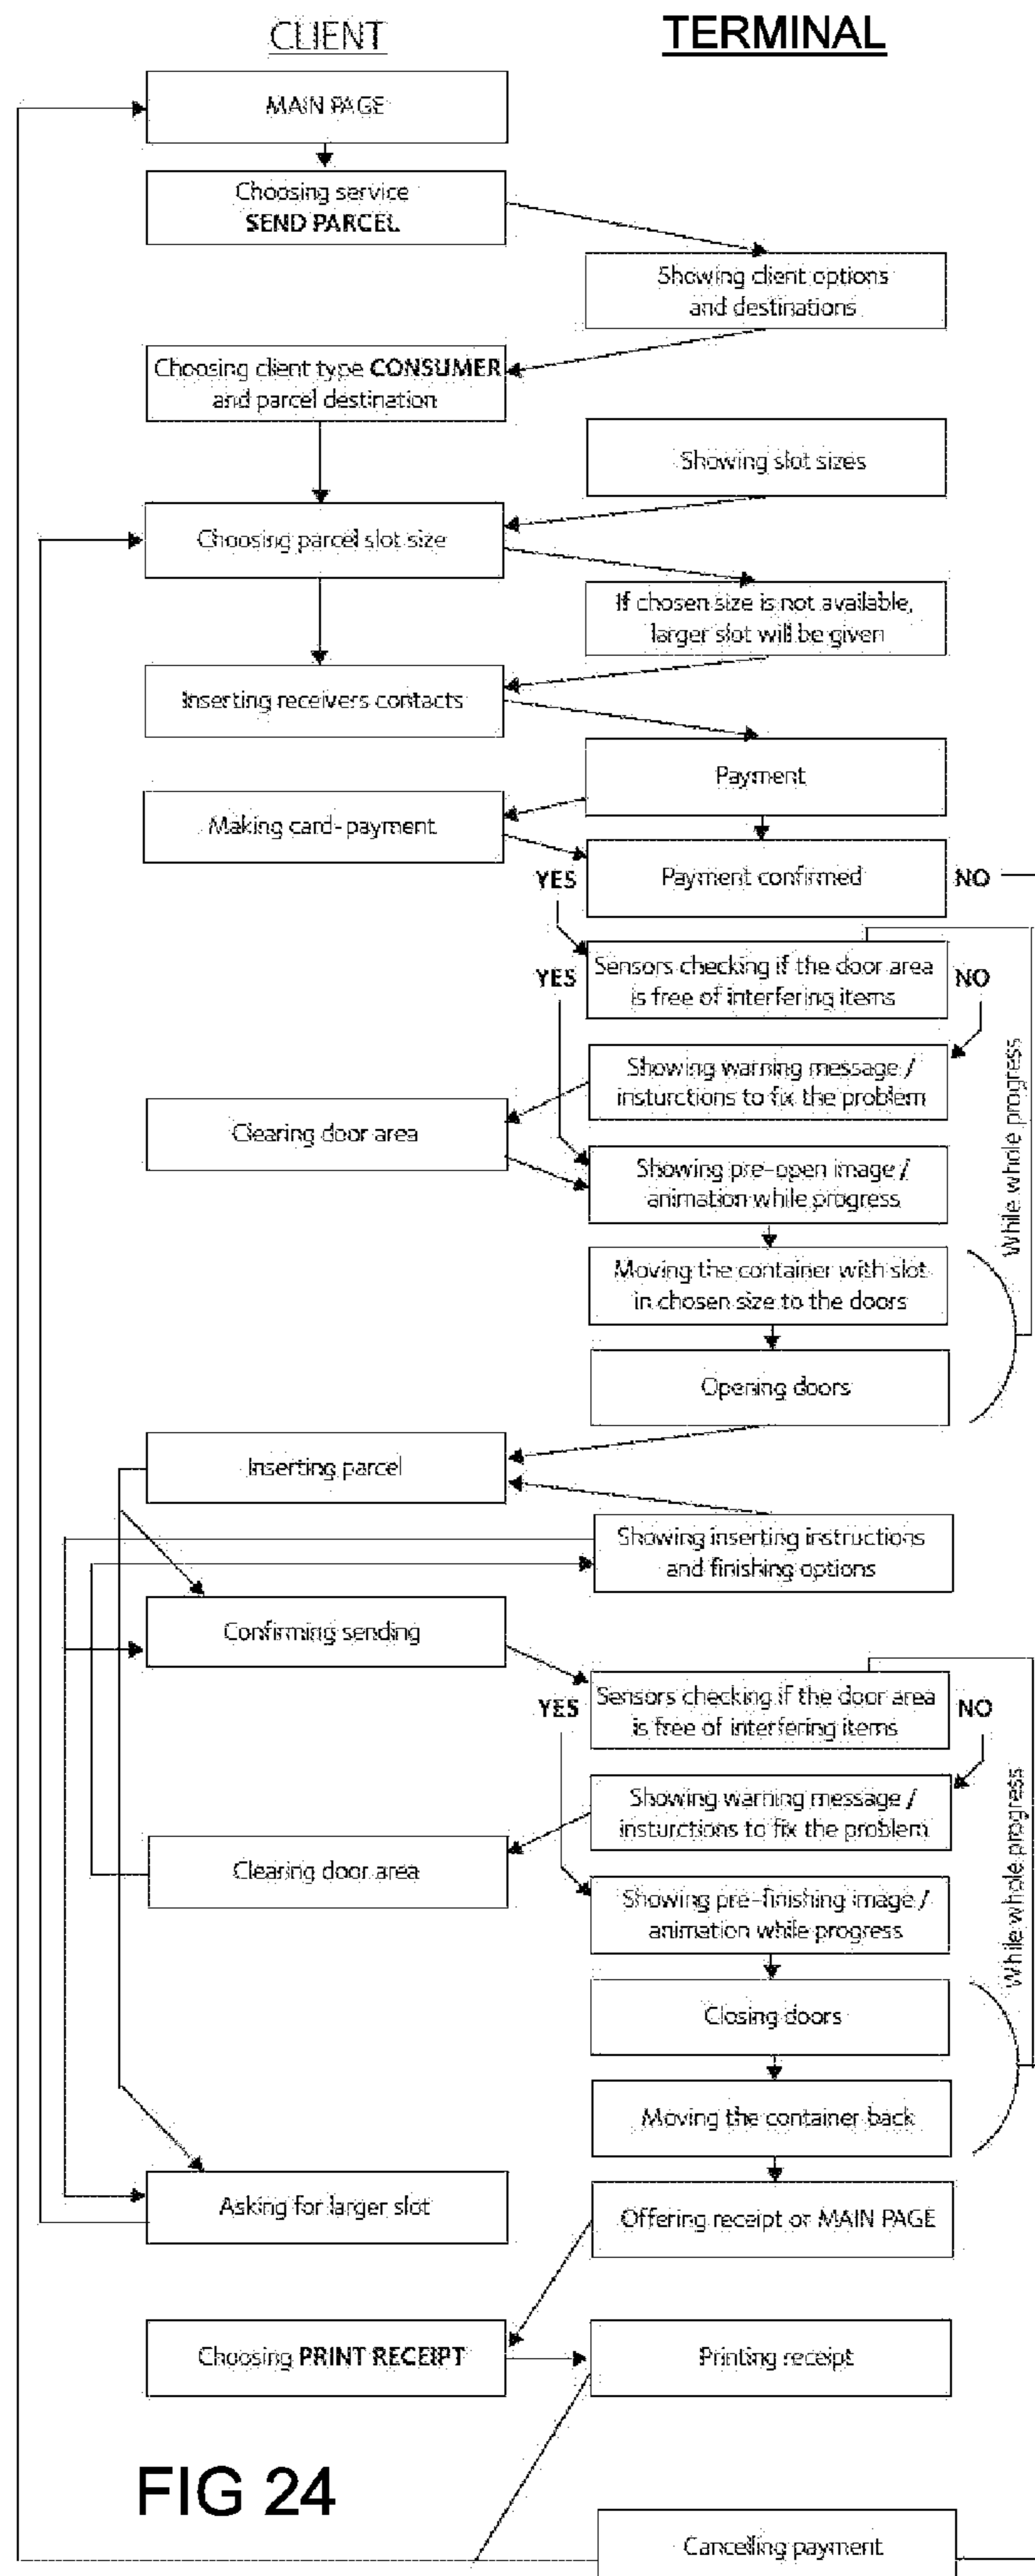 CLIENT
TERMINAL
MAIN PAGE
Choosing service
SEND PARCEL
Showing client options
and destinations
Choosing client type CONSUMER
and parcel destination
Showing slot sizes
Choosing parcel slot size
If chosen size is not available,
larger slot will be given
Inserting receivers contacts
Payment
Making card-payment
YES
Payment confirmed
NO
YES
Sensors checking if the door area
is free of interfering items
NO
Showing warning message /
insturctions to fix the problem
Clearing door area
Showing pre-open image /
animation while progress
Moving the container with slot
in chosen size to the doors
Opening doors
While whole progress
Inserting parcel
Showing inserting instructions
and finishing options
Confirming sending
YES
Sensors checking if the door area
is free of interfering items
NO
Showing warning message /
insturctions to fix the problem
Clearing door area
Showing pre-finishing image /
animation while progress
Closing doors
While whole progress
Moving the container back
Asking for larger slot
Offering receipt or MAIN PAGE
Choosing PRINT RECEIPT
Printing receipt
FIG 24
Cancelling payment